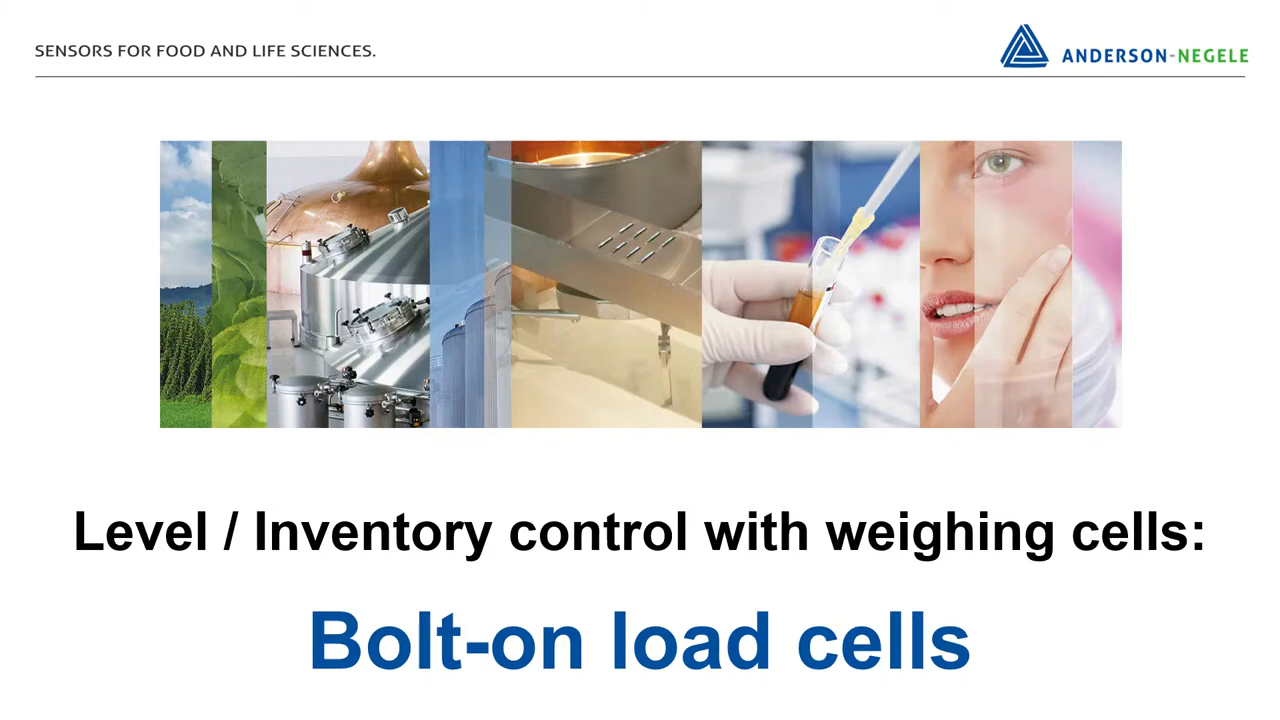 SENSORS FOR FOOD AND LIFE SCIENCES.
ANDERSON-NEGELE
Level / Inventory control with weighing cells:
Bolt-on load cells